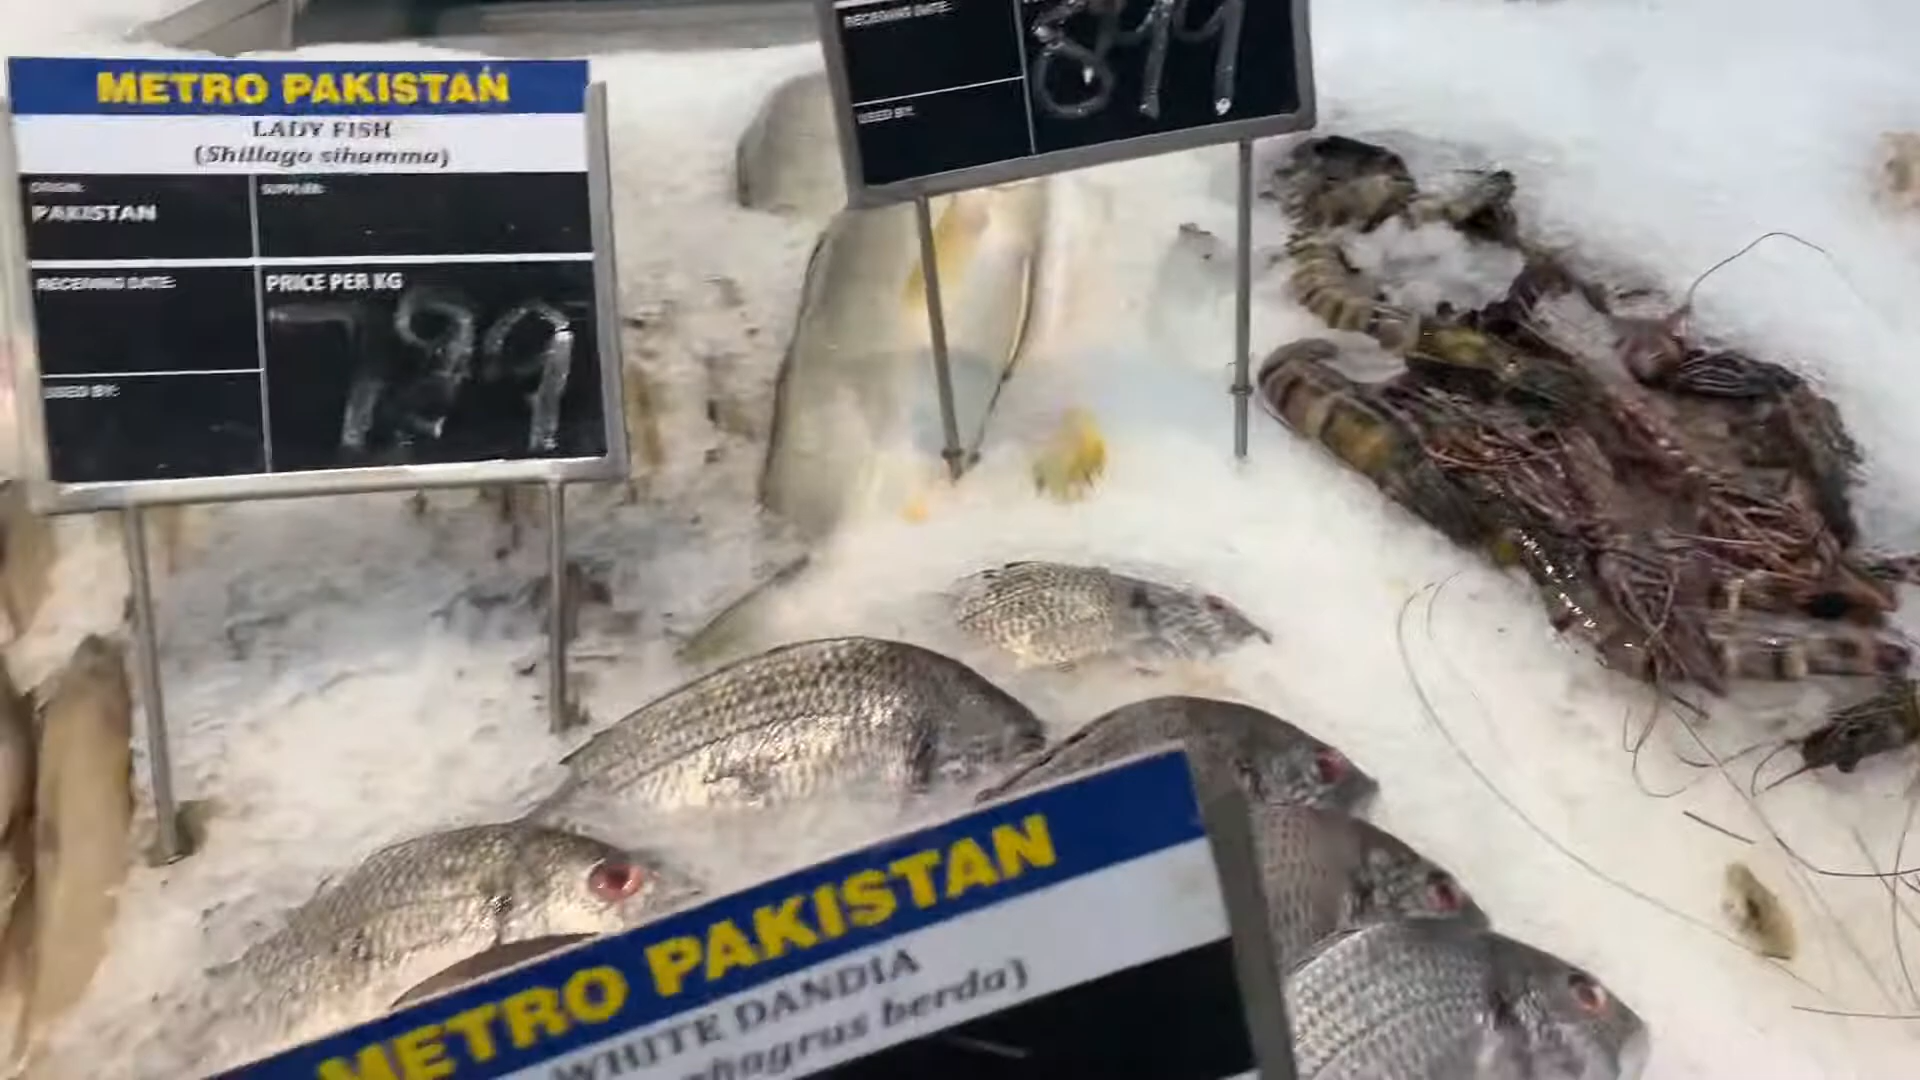 METRO PAKISTAN
LADY FISH
(Shillago sihamma)
ORIGIN:
SUPPLIER:
PAKISTAN
RECEIVING DATE:
PRICE PER KG
799
USED BY:
RECEIVING DATE:
899
USED BY:
METRO PAKISTAN
WHITE DANDIA
berda)